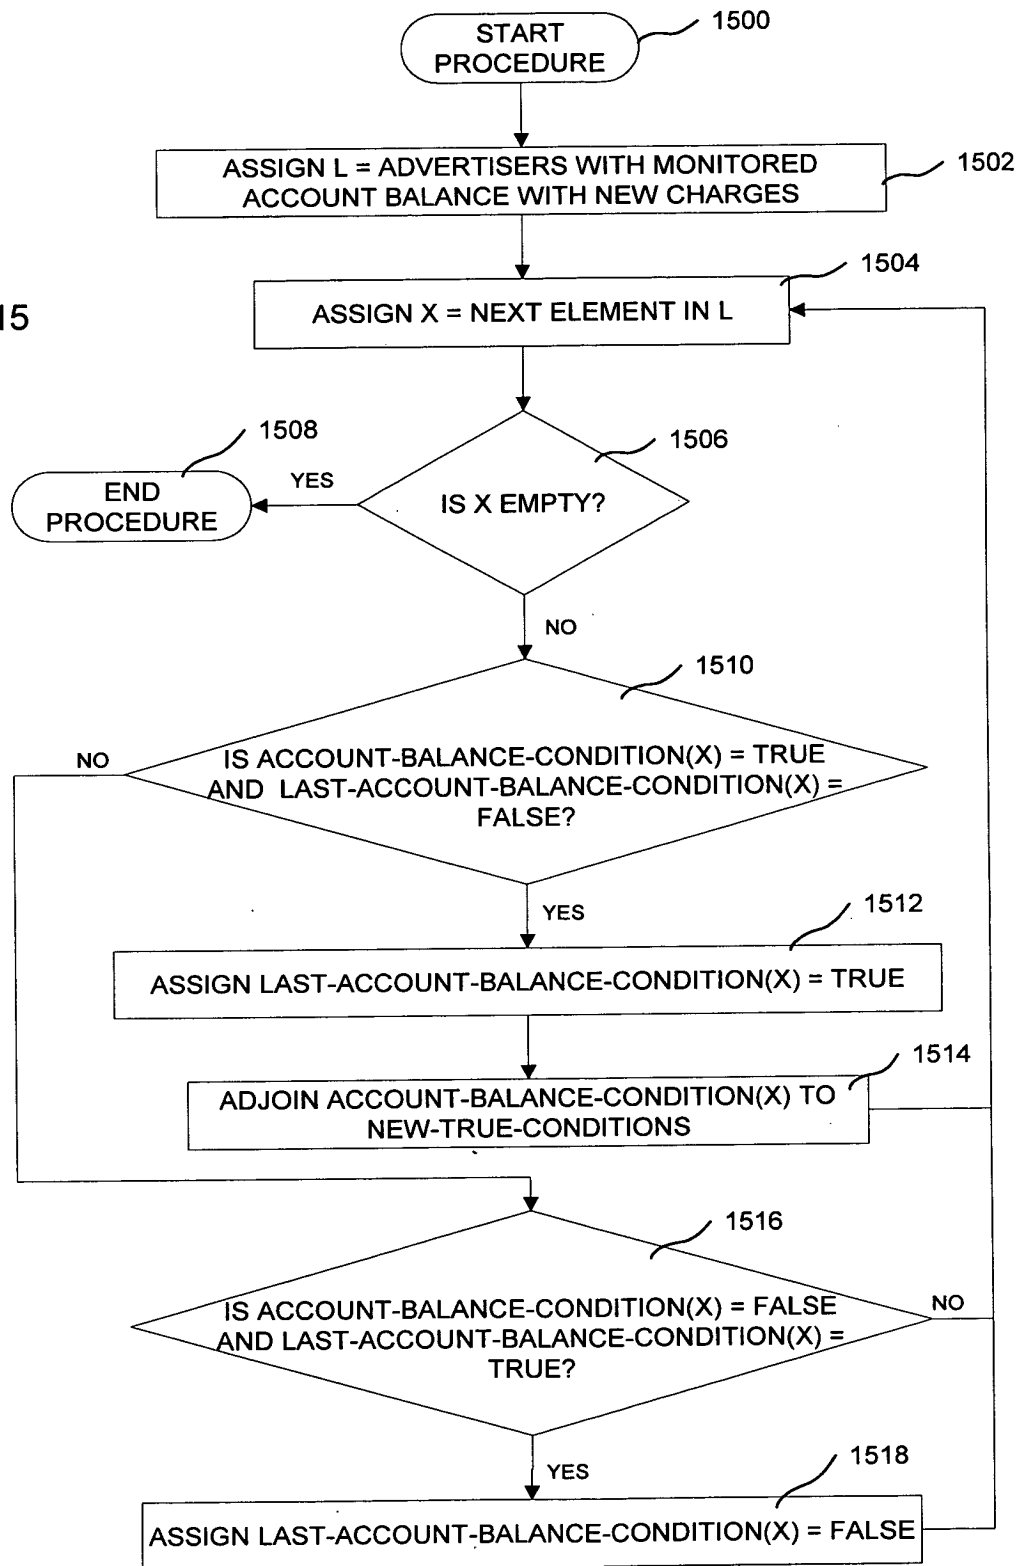 1500
START
PROCEDURE
ASSIGN L = ADVERTISERS WITH MONITORED
ACCOUNT BALANCE WITH NEW CHARGES
1502
1504
15
ASSIGN X = NEXT ELEMENT IN L
1508
1506
YES
END
PROCEDURE
IS X EMPTY?
NO
1510
NO
IS ACCOUNT-BALANCE-CONDITION(X) = TRUE
AND LAST-ACCOUNT-BALANCE-CONDITION(X) =
FALSE?
YES
1512
ASSIGN LAST-ACCOUNT-BALANCE-CONDITION(X) = TRUE
1514
ADJOIN ACCOUNT-BALANCE-CONDITION(X) TO
NEW-TRUE-CONDITIONS
1516
IS ACCOUNT-BALANCE-CONDITION(X) = FALSE
AND LAST-ACCOUNT-BALANCE-CONDITION(X) =
TRUE?
NO
YES
1518
ASSIGN LAST-ACCOUNT-BALANCE-CONDITION(X) = FALSE